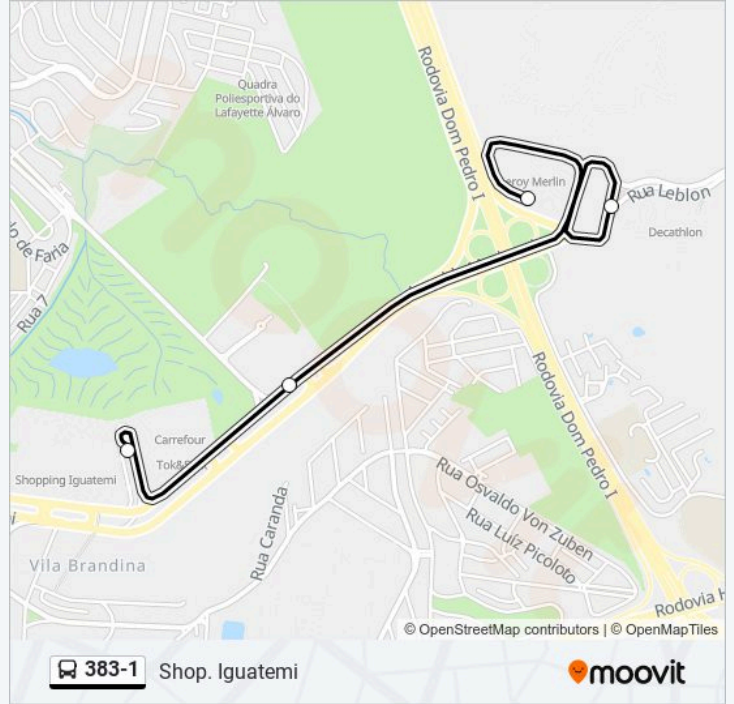 Rodovia Dom Pedro I
Quadra
Poliesportiva do
Lafayette Álvaro
eroy Merlin
Rua Leblon
Decathlon
o de Faria
Rua 7
Rodovia Dom Pedro I
Carrefour
Shopping Iguatemi
Rua Caranda
Rua Osvaldo Von Zuben
Rua Luíz Picoloto
Vila Brandina
Rodovia H
© OpenStreetMap contributors | © OpenMapTiles
383-1 Shop. Iguatemi
moovit